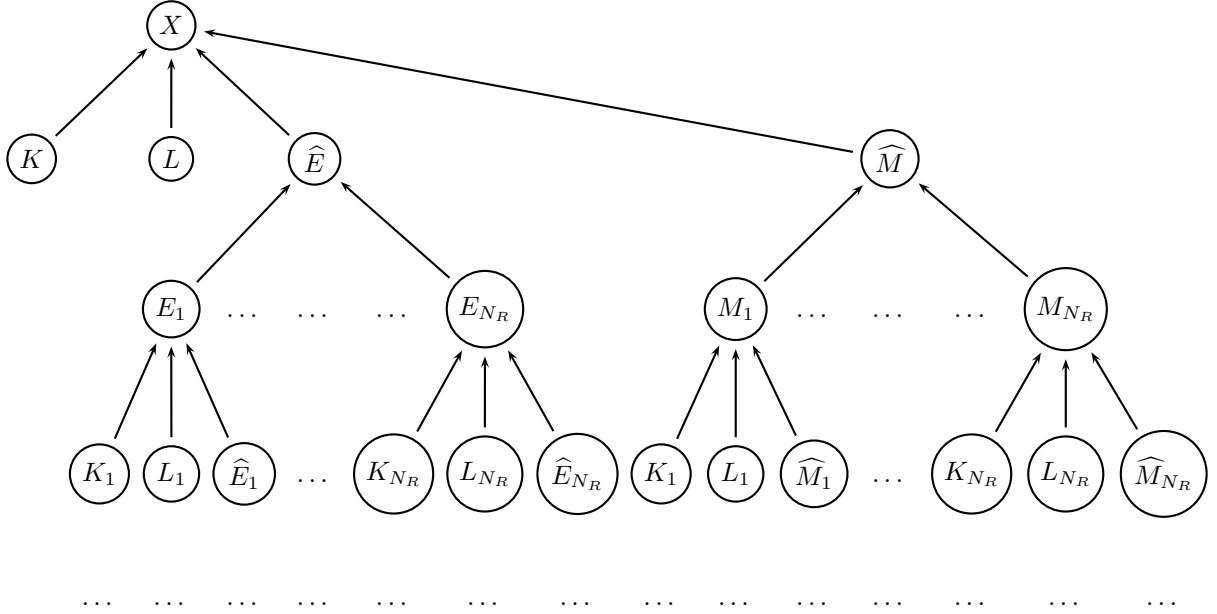 X
K L Ê M̂
E₁ ... ... ... E_{N_R} M₁ ... ... ... M_{N_R}
K₁ L₁ Ê₁ ... K_{N_R} L_{N_R} Ê_{N_R} K₁ L₁ M̂₁ ... K_{N_R} L_{N_R} M̂_{N_R}
... ... ... ... ... ... ... ... ... ... ... ... ... ...